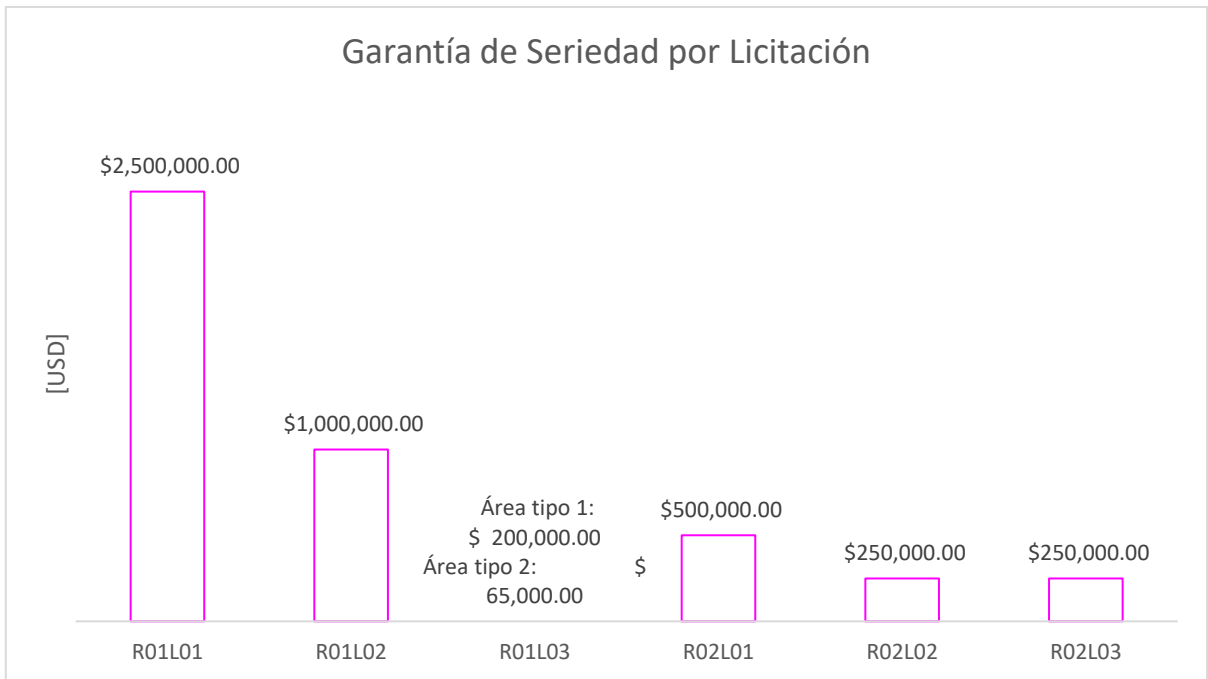 Garantía de Seriedad por Licitación
$2,500,000.00
$1,000,000.00
Área tipo 1:
$ 200,000.00
Área tipo 2: $
65,000.00
$500,000.00
$250,000.00
$250,000.00
[USD]
R01L01
R01L02
R01L03
R02L01
R02L02
R02L03